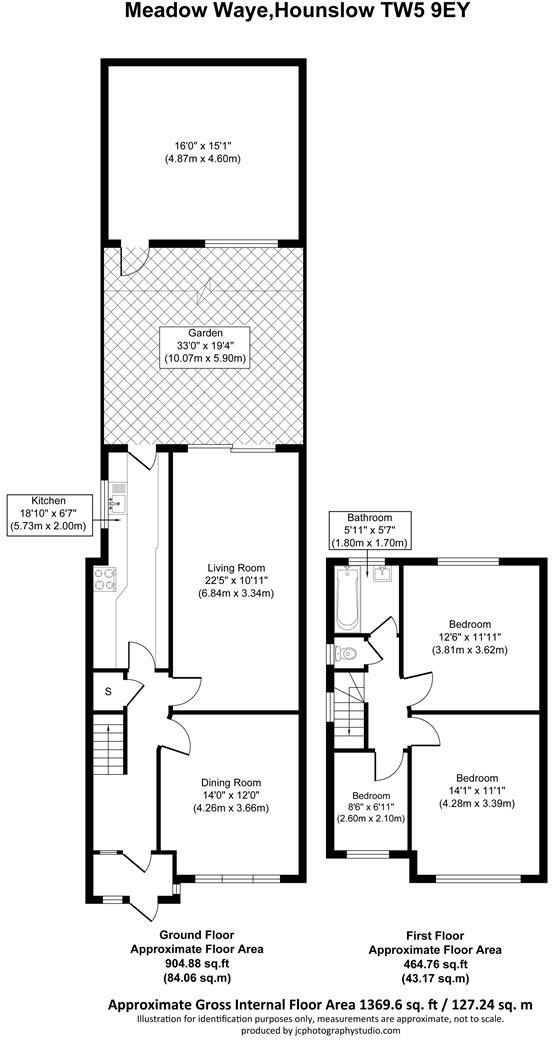 Meadow Waye,Hounslow TW5 9EY
16'0" x 15'1"
(4.87m x 4.60m)
Garden
33'0" x 19'4"
(10.07m x 5.90m)
Kitchen
18'10" x 6'7"
(5.73m x 2.00m)
Living Room
22'5" x 10'11"
(6.84m x 3.34m)
S
Dining Room
14'0" x 12'0"
(4.26m x 3.66m)
Bathroom
5'11" x 5'7"
(1.80m x 1.70m)
Bedroom
12'6" x 11'11"
(3.81m x 3.62m)
Bedroom
14'1" x 11'1"
(4.28m x 3.39m)
Bedroom
8'6" x 6'11"
(2.60m x 2.10m)
Ground Floor
Approximate Floor Area
904.88 sq.ft
(84.06 sq.m)
First Floor
Approximate Floor Area
464.76 sq.ft
(43.17 sq.m)
Approximate Gross Internal Floor Area 1369.6 sq. ft / 127.24 sq. m
Illustration for identification purposes only, measurements are approximate, not to scale.
produced by jcphotographystudio.com